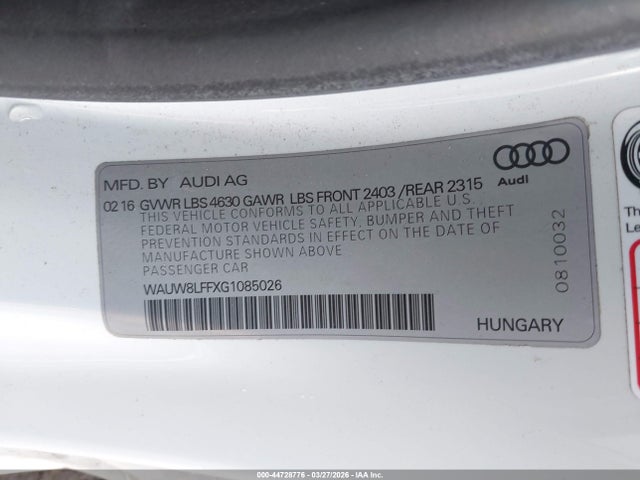 MFD. BY AUDI AG
02 16 GVWR LBS 4630 GAWR LBS FRONT 2403 /REAR 2315
THIS VEHICLE CONFORMS TO ALL APPLICABLE U.S.
FEDERAL MOTOR VEHICLE SAFETY, BUMPER AND THEFT
PREVENTION STANDARDS IN EFFECT ON THE DATE OF
MANUFACTURE SHOWN ABOVE
PASSENGER CAR
WAUW8LFFXG1085026
HUNGARY
Audi
0810032
The
Le
000-44728776 - 03/27/2026 - IAA, Inc.